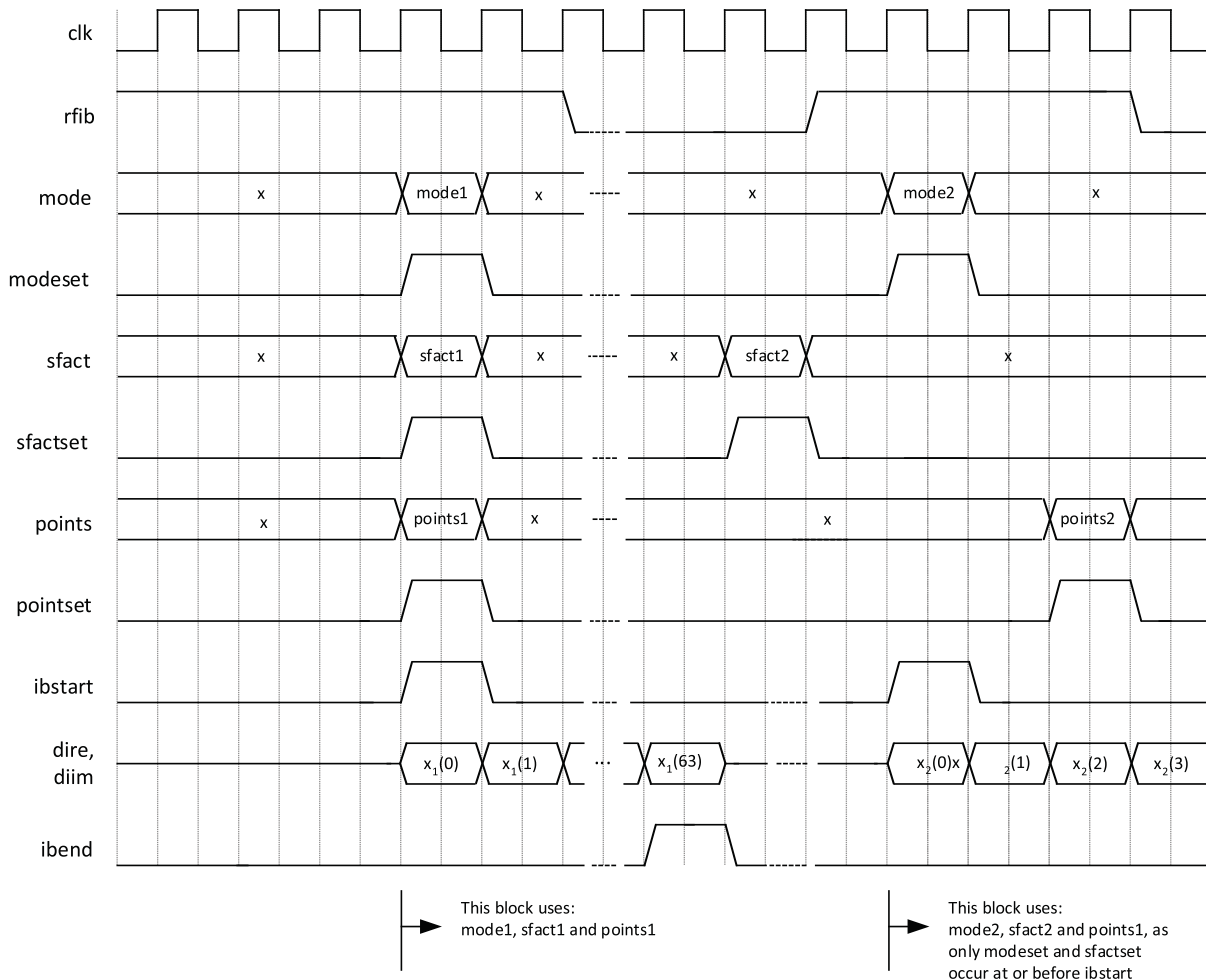 clk
rfib
mode
x
mode1
x
x
mode2
x
modeset
sfact
x
sfact1
x
x
sfact2
x
sfactset
points
x
points1
x
x
points2
pointset
ibstart
dire,
diim
x₁(0)
x₁(1)
...
x₁(63)
x₂(0)x
₂(1)
x₂(2)
x₂(3)
ibend
This block uses:
mode1, sfact1 and points1
This block uses:
mode2, sfact2 and points1, as
only modeset and sfactset
occur at or before ibstart